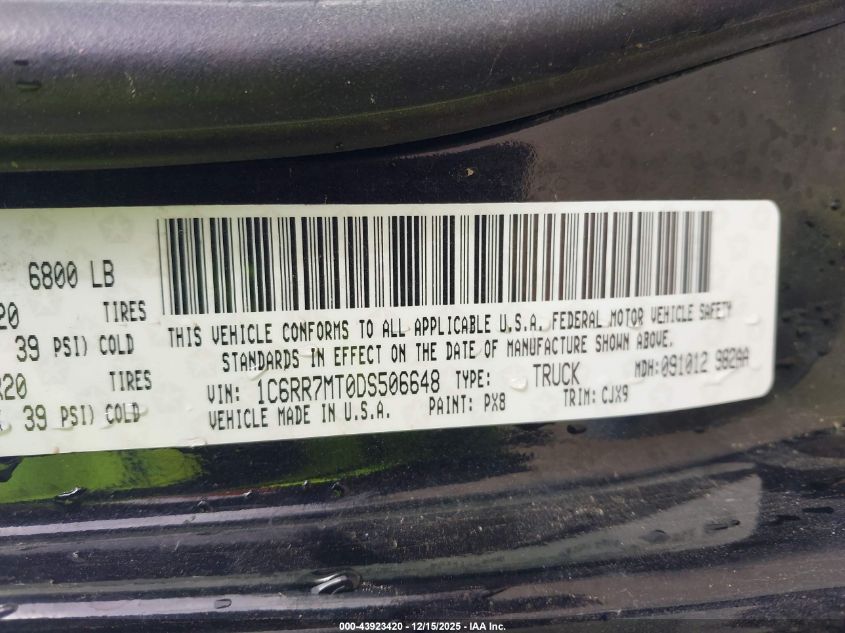 6800 LB
20 TIRES
39 PSI) COLD
R20 TIRES
39 PSI) COLD
THIS VEHICLE CONFORMS TO ALL APPLICABLE U.S.A. FEDERAL MOTOR VEHICLE SAFETY
STANDARDS IN EFFECT ON THE DATE OF MANUFACTURE SHOWN ABOVE.
VIN: 1C6RR7MT0DS506648 TYPE: TRUCK MDH: 091012 982AA
VEHICLE MADE IN U.S.A. PAINT: PX8 TRIM: CJX9
000-43923420 - 12/15/2025 - IAA Inc.